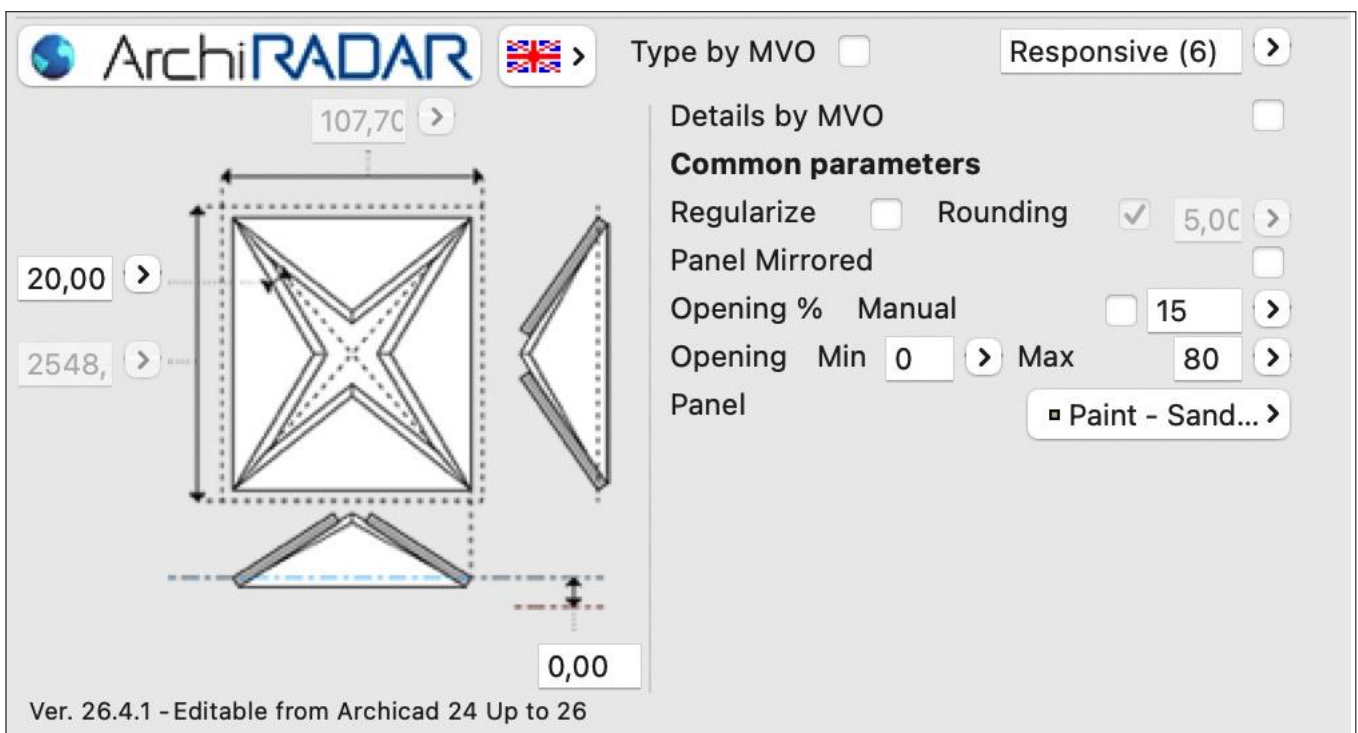 ArchiRADAR Type by MVO Responsive (6)
107,70
Details by MVO
Common parameters
Regularize Rounding 5,00
Panel Mirrored
20,00
Opening % Manual 15
2548,
Opening Min 0 Max 80
Panel Paint - Sand...
0,00
Ver. 26.4.1 - Editable from Archicad 24 Up to 26